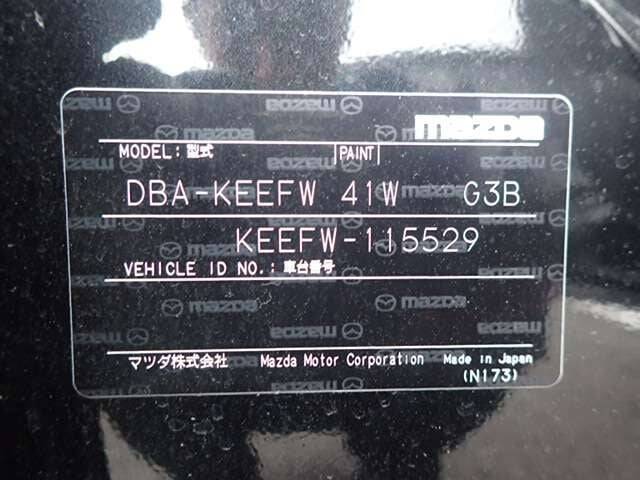 mazda
MODEL: 型式 PAINT
DBA-KEEFW 41W G3B
KEEFW-115529
VEHICLE ID NO.: 車台番号
マツダ株式会社 Mazda Motor Corporation Made in Japan
(N173)